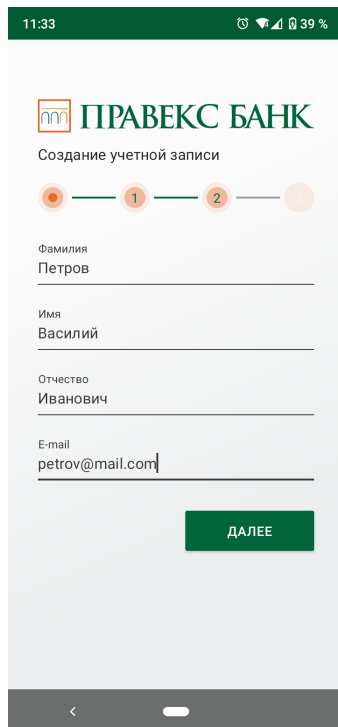 11:33
39 %
ПРАВЕКС БАНК
Создание учетной записи
1
2
3
Фамилия
Петров
Имя
Василий
Отчество
Иванович
E-mail
petrov@mail.com
ДАЛЕЕ